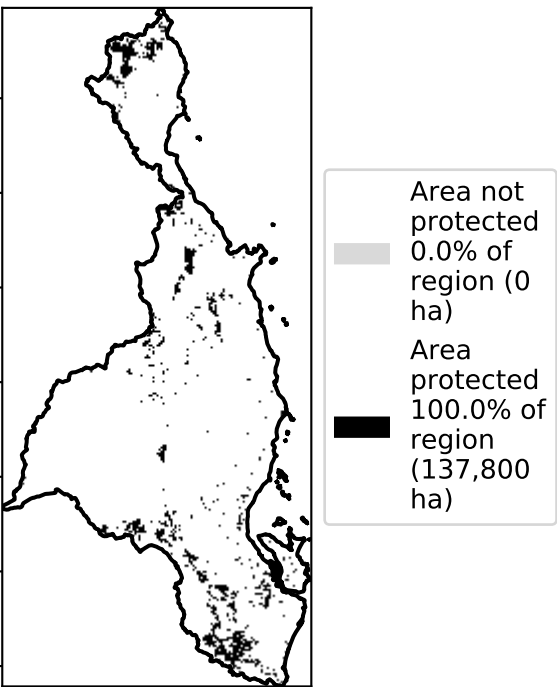 Area not
protected
0.0% of
region (0
ha)
Area
protected
100.0% of
region
(137,800
ha)